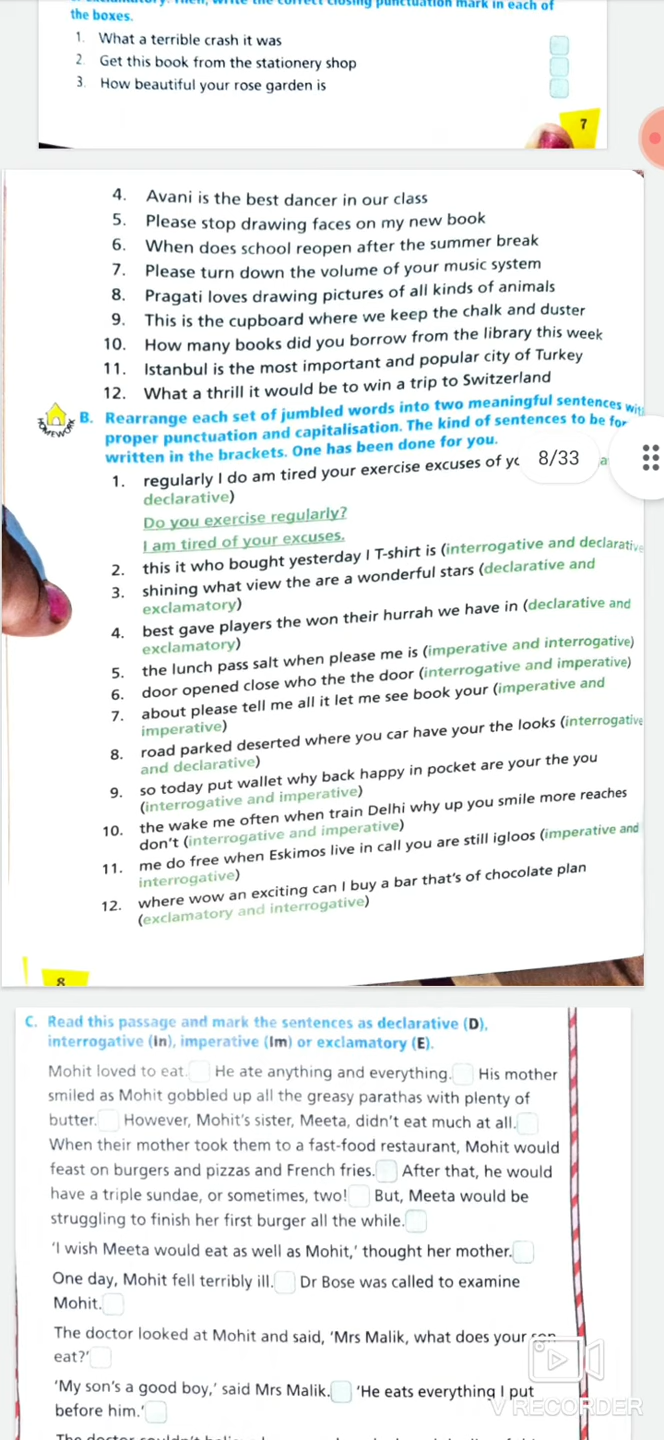 the boxes.
1. What a terrible crash it was
2. Get this book from the stationery shop
3. How beautiful your rose garden is
7
4. Avani is the best dancer in our class
5. Please stop drawing faces on my new book
6. When does school reopen after the summer break
7. Please turn down the volume of your music system
8. Pragati loves drawing pictures of all kinds of animals
9. This is the cupboard where we keep the chalk and duster
10. How many books did you borrow from the library this week
11. Istanbul is the most important and popular city of Turkey
12. What a thrill it would be to win a trip to Switzerland
HOMEWORK
B. Rearrange each set of jumbled words into two meaningful sentences
proper punctuation and capitalisation. The kind of sentences to be
written in the brackets. One has been done for you.
1. regularly I do am tired your exercise excuses of
8/33
declarative)
Do you exercise regularly?
I am tired of your excuses.
2. this it who bought yesterday I T-shirt is (interrogative and declarative
3. shining what view the are a wonderful stars (declarative and
exclamatory)
4. best gave players the won their hurrah we have in (declarative and
exclamatory)
5. the lunch pass salt when please me is (imperative and interrogative)
6. door opened close who the the door (interrogative and imperative)
7. about please tell me all it let me see book your (imperative and
imperative)
8. road parked deserted where you car have your the looks (interrogative
and declarative)
9. so today put wallet why back happy in pocket are your the you
(interrogative and imperative)
10. the wake me often when train Delhi why up you smile more reaches
don't (interrogative and imperative)
11. me do free when Eskimos live in call you are still igloos (imperative and
interrogative)
12. where wow an exciting can I buy a bar that's of chocolate plan
(exclamatory and interrogative)
8
C. Read this passage and mark the sentences as declarative (D),
interrogative (In), imperative (Im) or exclamatory (E).
Mohit loved to eat. He ate anything and everything. His mother
smiled as Mohit gobbled up all the greasy parathas with plenty of
butter. However, Mohit's sister, Meeta, didn't eat much at all.
When their mother took them to a fast-food restaurant, Mohit would
feast on burgers and pizzas and French fries. After that, he would
have a triple sundae, or sometimes, two! But, Meeta would be
struggling to finish her first burger all the while.
'I wish Meeta would eat as well as Mohit,' thought her mother.
One day, Mohit fell terribly ill. Dr Bose was called to examine
Mohit.
The doctor looked at Mohit and said, 'Mrs Malik, what does your son
eat?'
'My son's a good boy,' said Mrs Malik. 'He eats everything I put
before him.'
V RECORDER